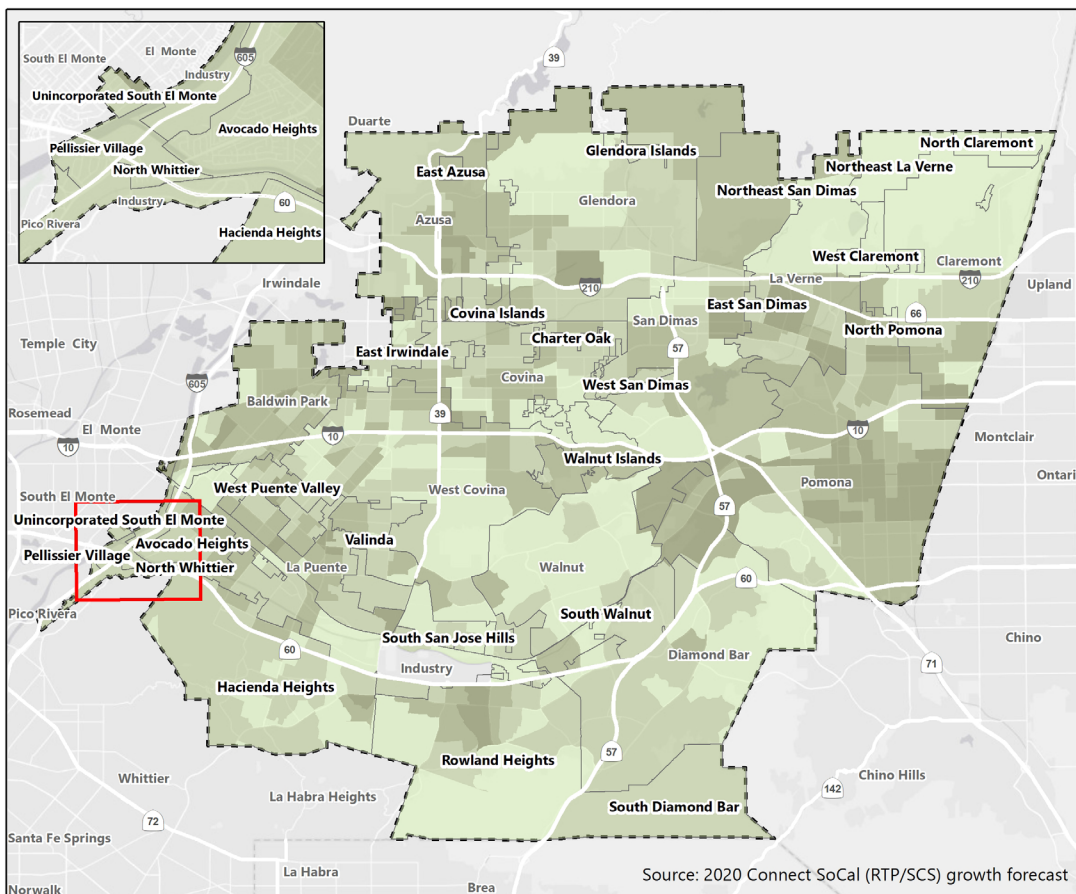 South El Monte
El Monte
Industry
605
Unincorporated South El Monte
Avocado Heights
Pellissier Village
North Whittier
Industry
60
Pico Rivera
Hacienda Heights
39
Duarte
Glendora Islands
North Claremont
Northeast La Verne
East Azusa
Northeast San Dimas
Glendora
Azusa
West Claremont
Claremont
La Verne
210
210
Irwindale
Upland
East San Dimas
Covina Islands
San Dimas
66
North Pomona
Charter Oak
Temple City
East Irwindale
57
Covina
West San Dimas
605
Baldwin Park
39
Rosemead
El Monte
10
10
10
Montclair
Walnut Islands
Ontari
Pomona
West Puente Valley
West Covina
South El Monte
57
Unincorporated South El Monte
Valinda
Avocado Heights
Pellissier Village
La Puente
Walnut
North Whittier
60
Pico Rivera
South Walnut
South San Jose Hills
Chino
60
Industry
Diamond Bar
71
Hacienda Heights
57
Rowland Heights
Whittier
Chino Hills
La Habra Heights
142
South Diamond Bar
72
Santa Fe Springs
La Habra
Source: 2020 Connect SoCal (RTP/SCS) growth forecast
Norwalk
Brea